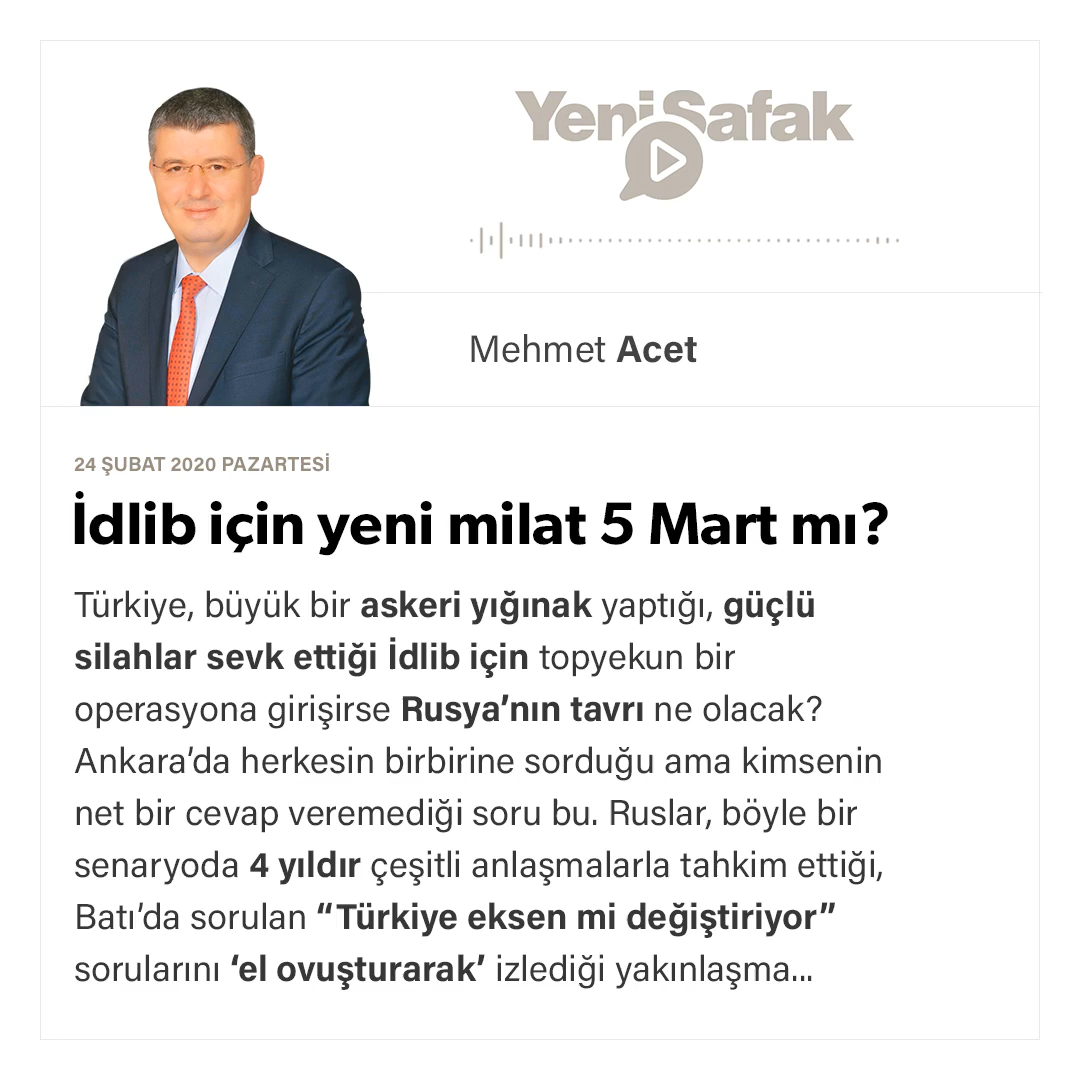 Yeni Şafak
Mehmet Acet
24 ŞUBAT 2020 PAZARTESİ
İdlib için yeni milat 5 Mart mı?
Türkiye, büyük bir askeri yığınak yaptığı, güçlü
silahlar sevk ettiği İdlib için topyekun bir
operasyona girişirse Rusya’nın tavrı ne olacak?
Ankara’da herkesin birbirine sorduğu ama kimsenin
net bir cevap veremediği soru bu. Ruslar, böyle bir
senaryoda 4 yıldır çeşitli anlaşmalarla tahkim ettiği,
Batı’da sorulan “Türkiye eksen mi değiştiriyor”
sorularını ‘el ovuşturarak’ izlediği yakınlaşma...